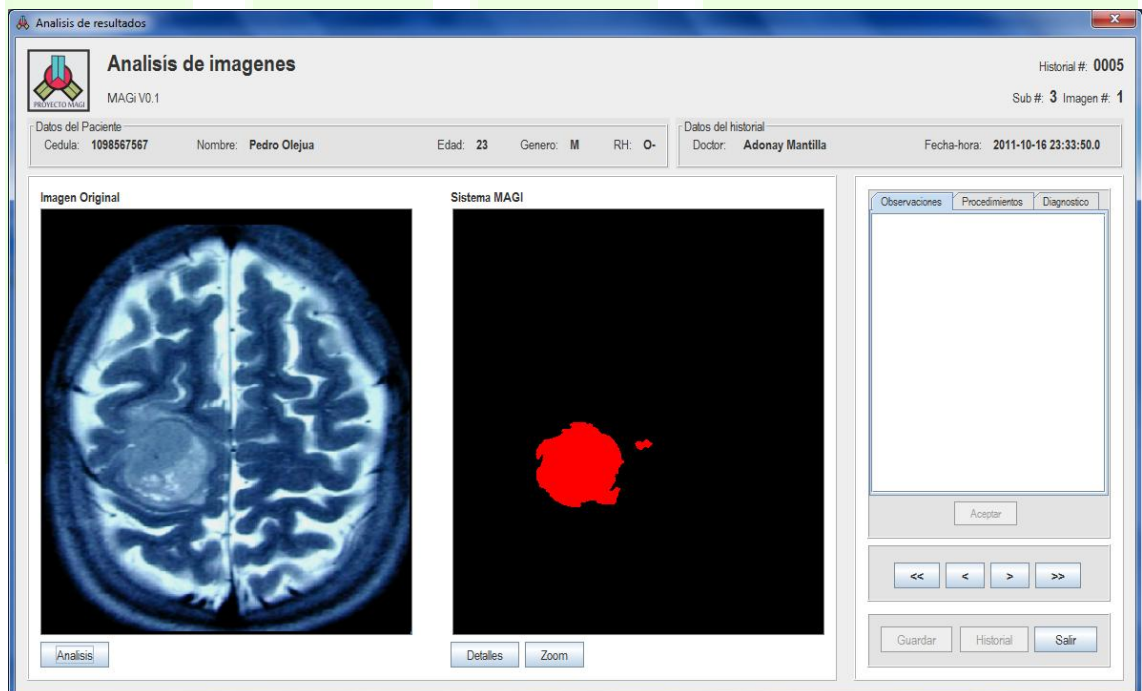 Analisis de resultados
Analisís de imagenes
MAGi V0.1
PROYECTO MAGI
Historial #: 0005
Sub #: 3 Imagen #: 1
Datos del Paciente
Cedula: 1098567567 Nombre: Pedro Olejua Edad: 23 Genero: M RH: O-
Datos del historial
Doctor: Adonay Mantilla Fecha-hora: 2011-10-16 23:33:50.0
Imagen Original
Sistema MAGI
Observaciones Procedimientos Diagnostico
Aceptar
<< < > >>
Guardar Historial Salir
Analisis
Detalles Zoom